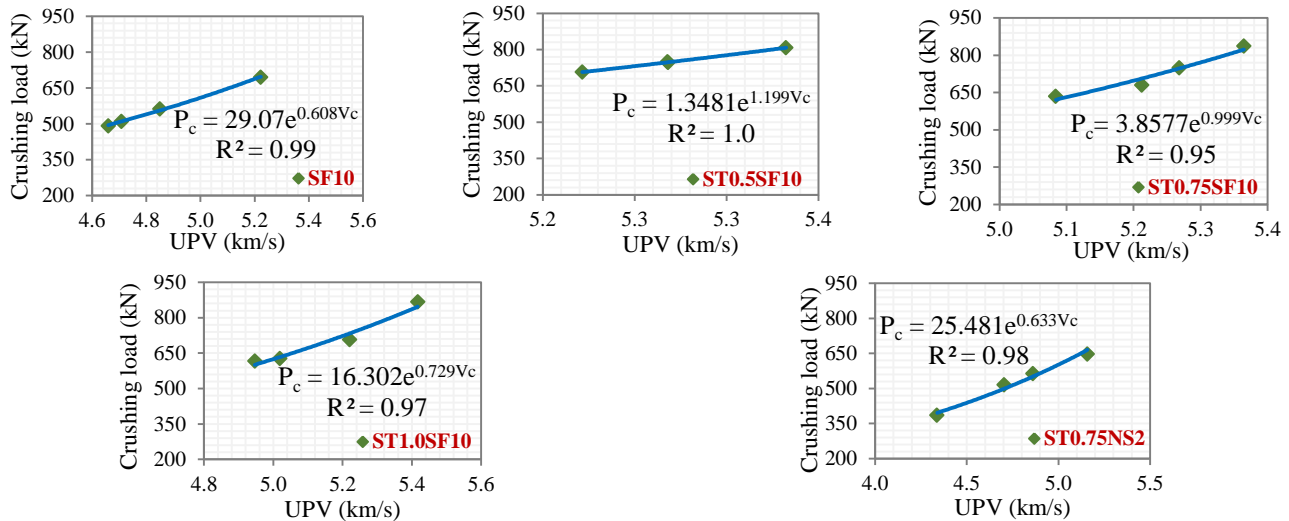 Crushing load (kN)
950
800
650
500
350
200
P_c = 29.07e^0.608Vc
R² = 0.99
SF10
4.6 4.8 5.0 5.2 5.4 5.6
UPV (km/s)
Crushing load (kN)
950
800
650
500
350
200
P_c = 1.3481e^1.199Vc
R² = 1.0
ST0.5SF10
5.2 5.3 5.3 5.4
UPV (km/s)
Crushing load (kN)
950
800
650
500
350
200
P_c= 3.8577e^0.999Vc
R² = 0.95
ST0.75SF10
5.0 5.1 5.2 5.3 5.4
UPV (km/s)
Crushing load (kN)
950
800
650
500
350
200
P_c = 16.302e^0.729Vc
R² = 0.97
ST1.0SF10
4.8 5.0 5.2 5.4 5.6
UPV (km/s)
Crushing load (kN)
950
800
650
500
350
200
P_c = 25.481e^0.633Vc
R² = 0.98
ST0.75NS2
4.0 4.5 5.0 5.5
UPV (km/s)